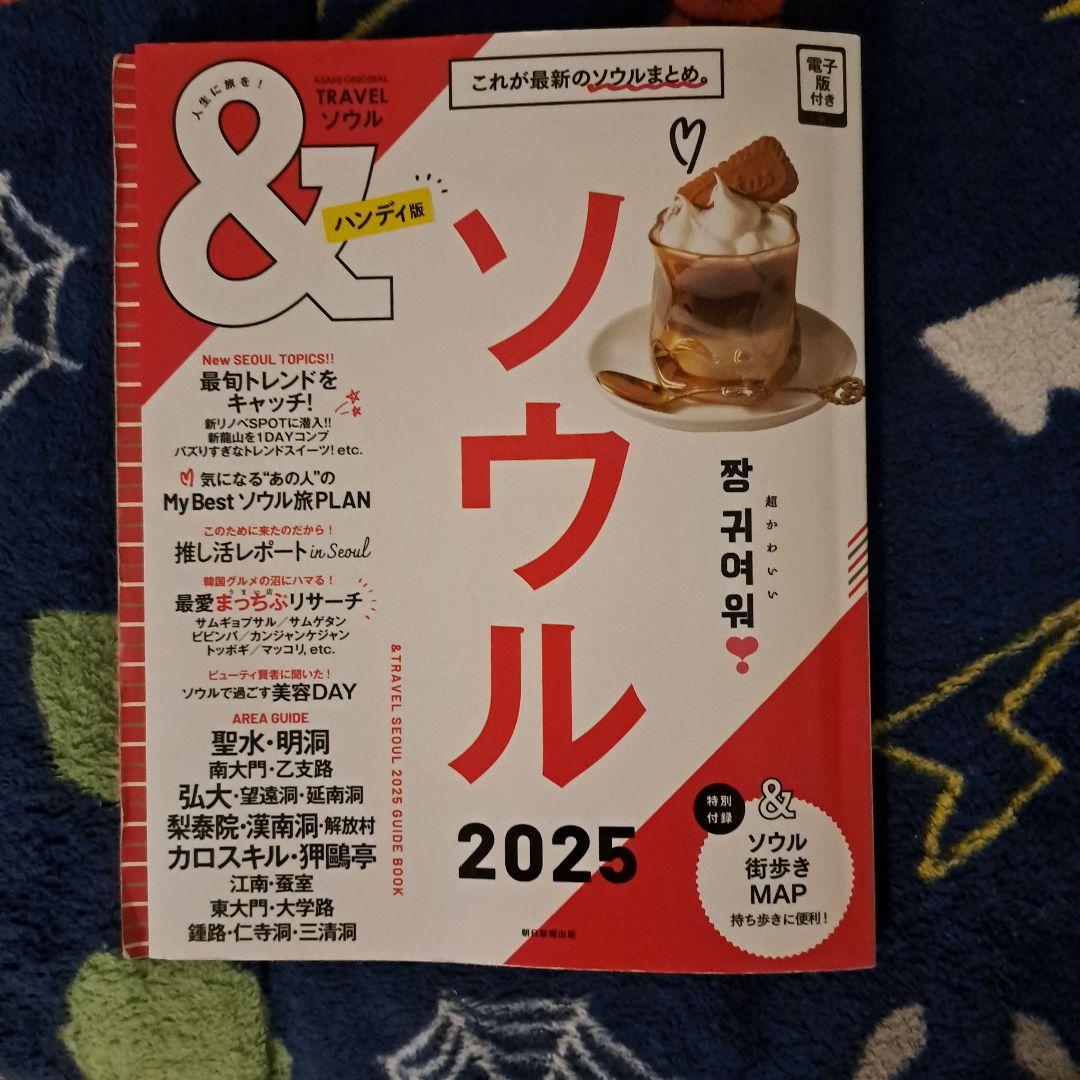 人生に旅を!
ASAHI ORIGINAL
TRAVEL
ソウル
&
ハンディ版
これが最新のソウルまとめ。
電子
版
付き
ソウル
2025
짱 귀여워
超かわいい
New SEOUL TOPICS!!
最旬トレンドを
キャッチ!
新リノベSPOTに潜入!!
新龍山を1DAYコンプ
バズりすぎなトレンドスイーツ! etc.
気になる“あの人”の
My Best ソウル旅PLAN
このために来たのだから!
推し活レポート in Seoul
韓国グルメの沼にハマる!
うまい店
最愛まっちぷリサーチ
サムギョプサル/サムゲタン
ビビンバ/カンジャンケジャン
トッポギ/マッコリ, etc.
ビューティ賢者に聞いた!
ソウルで過ごす美容DAY
AREA GUIDE
聖水・明洞
南大門・乙支路
弘大・望遠洞・延南洞
梨泰院・漢南洞・解放村
カロスキル・狎鷗亭
江南・蚕室
東大門・大学路
鍾路・仁寺洞・三清洞
&TRAVEL SEOUL 2025 GUIDE BOOK
特別
付録
&
ソウル
街歩き
MAP
持ち歩きに便利!
朝日新聞出版